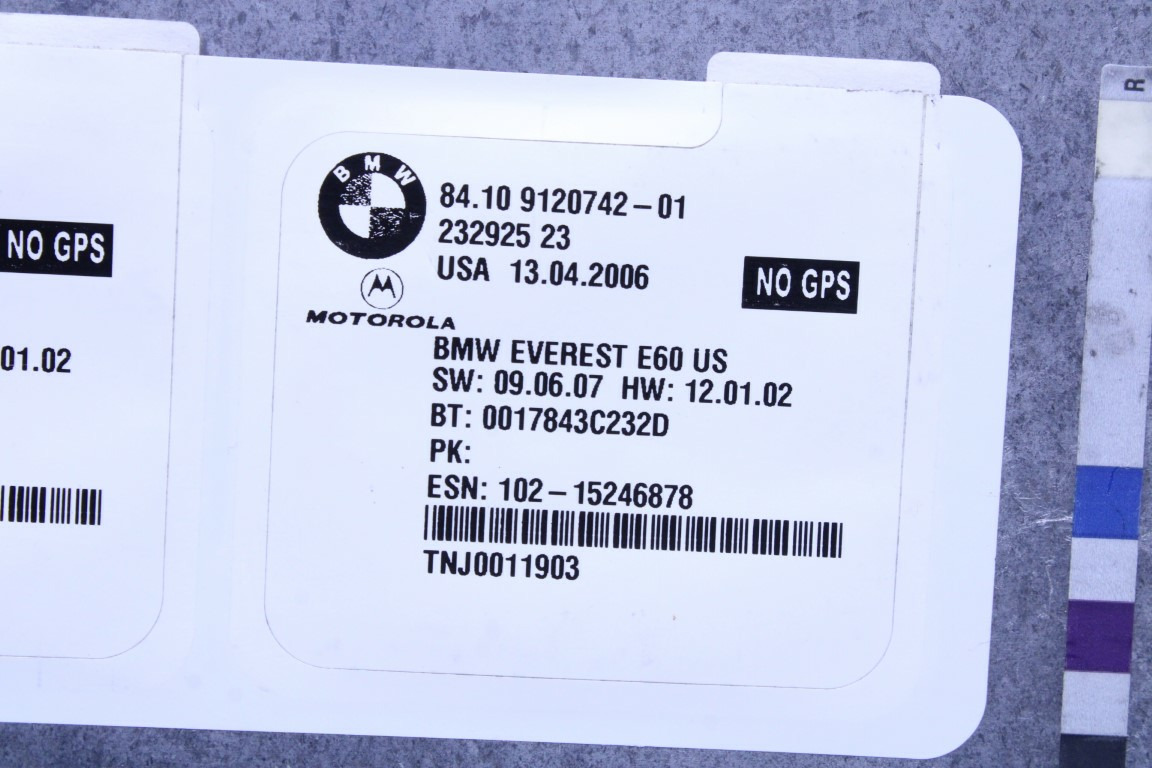 BMW
84.10 9120742-01
232925 23
USA 13.04.2006
NO GPS
MOTOROLA
BMW EVEREST E60 US
SW: 09.06.07 HW: 12.01.02
BT: 0017843C232D
PK:
ESN: 102-15246878
TNJ0011903
NO GPS
01.02
R